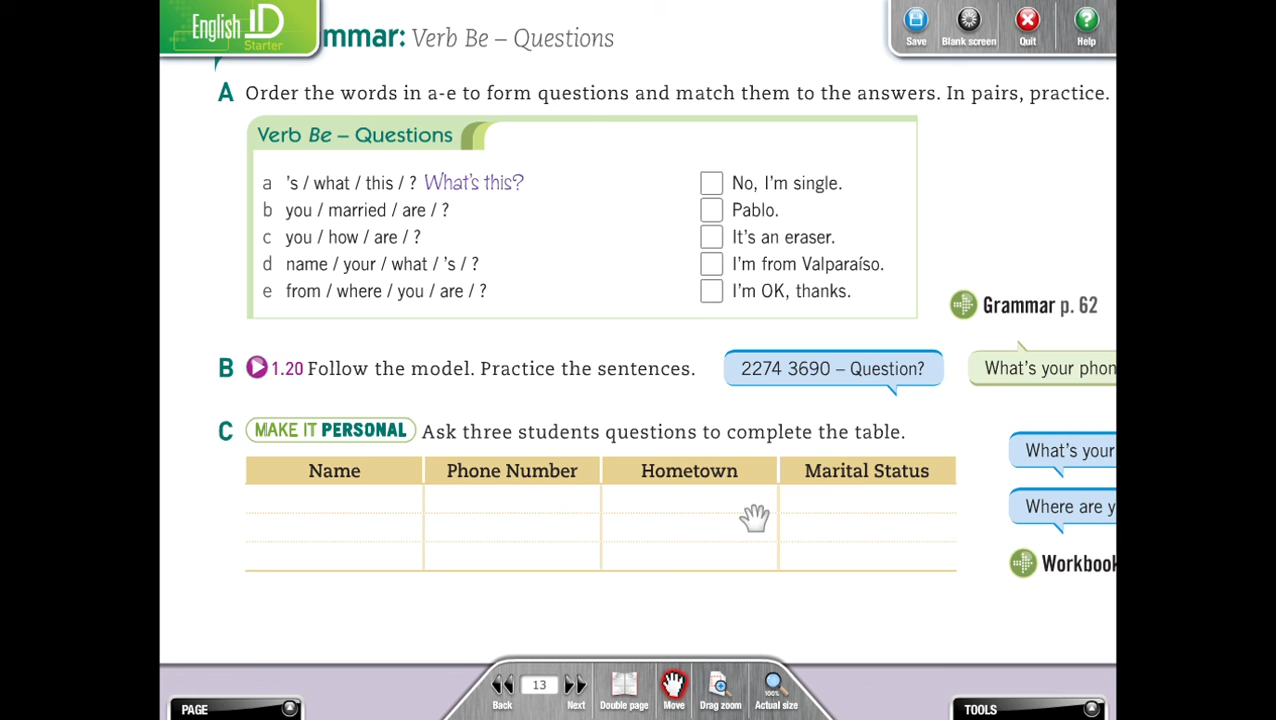 English ID
Starter
mmar: Verb Be – Questions
Save
Blank screen
Quit
Help
A Order the words in a-e to form questions and match them to the answers. In pairs, practice.
Verb Be – Questions
a 's / what / this / ? What's this?
No, I'm single.
b you / married / are / ?
Pablo.
c you / how / are / ?
It's an eraser.
d name / your / what / 's / ?
I'm from Valparaíso.
e from / where / you / are / ?
I'm OK, thanks.
Grammar p. 62
B 1.20 Follow the model. Practice the sentences.
2274 3690 – Question?
What's your phon
C MAKE IT PERSONAL Ask three students questions to complete the table.
Name
Phone Number
Hometown
Marital Status
What's your
Where are y
Workbook
PAGE
Back
13
Next
Double page
Move
Drag zoom
100%
Actual size
TOOLS